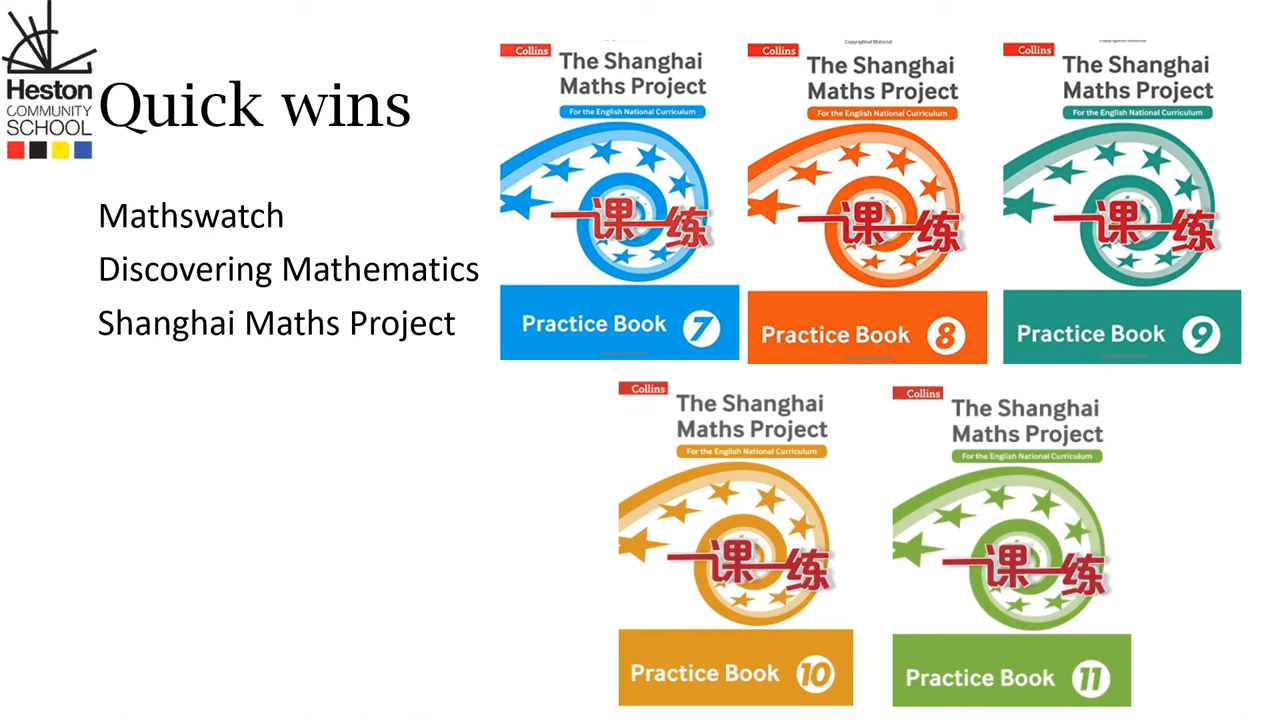 Heston
COMMUNITY
SCHOOL
Quick wins
Mathswatch
Discovering Mathematics
Shanghai Maths Project
Collins
The Shanghai
Maths Project
For the English National Curriculum
一课一练
Practice Book 7
Copyrighted Material
Collins
The Shanghai
Maths Project
For the English National Curriculum
一课一练
Practice Book 8
Copyrighted Material
Collins
The Shanghai
Maths Project
For the English National Curriculum
一课一练
Practice Book 9
Collins
The Shanghai
Maths Project
For the English National Curriculum
一课一练
Practice Book 10
Collins
The Shanghai
Maths Project
For the English National Curriculum
一课一练
Practice Book 11